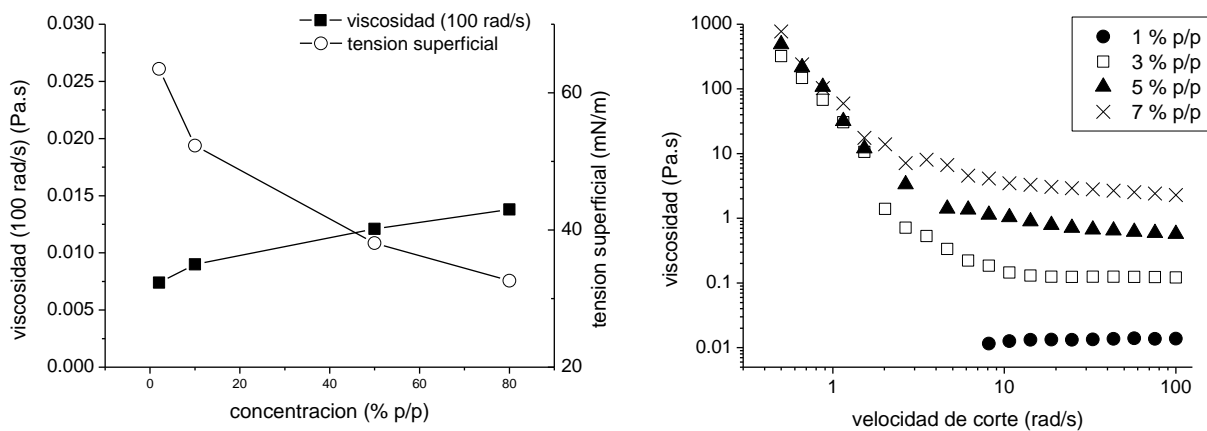 viscosidad (100 rad/s)
tension superficial
0.030
0.025
0.020
0.015
0.010
0.005
0.000
viscosidad (100 rad/s) (Pa.s)
0
20
40
60
80
concentracion (% p/p)
60
40
20
tension superficial (mN/m)
1 % p/p
3 % p/p
5 % p/p
7 % p/p
1000
100
10
1
0.1
0.01
viscosidad (Pa.s)
1
10
100
velocidad de corte (rad/s)